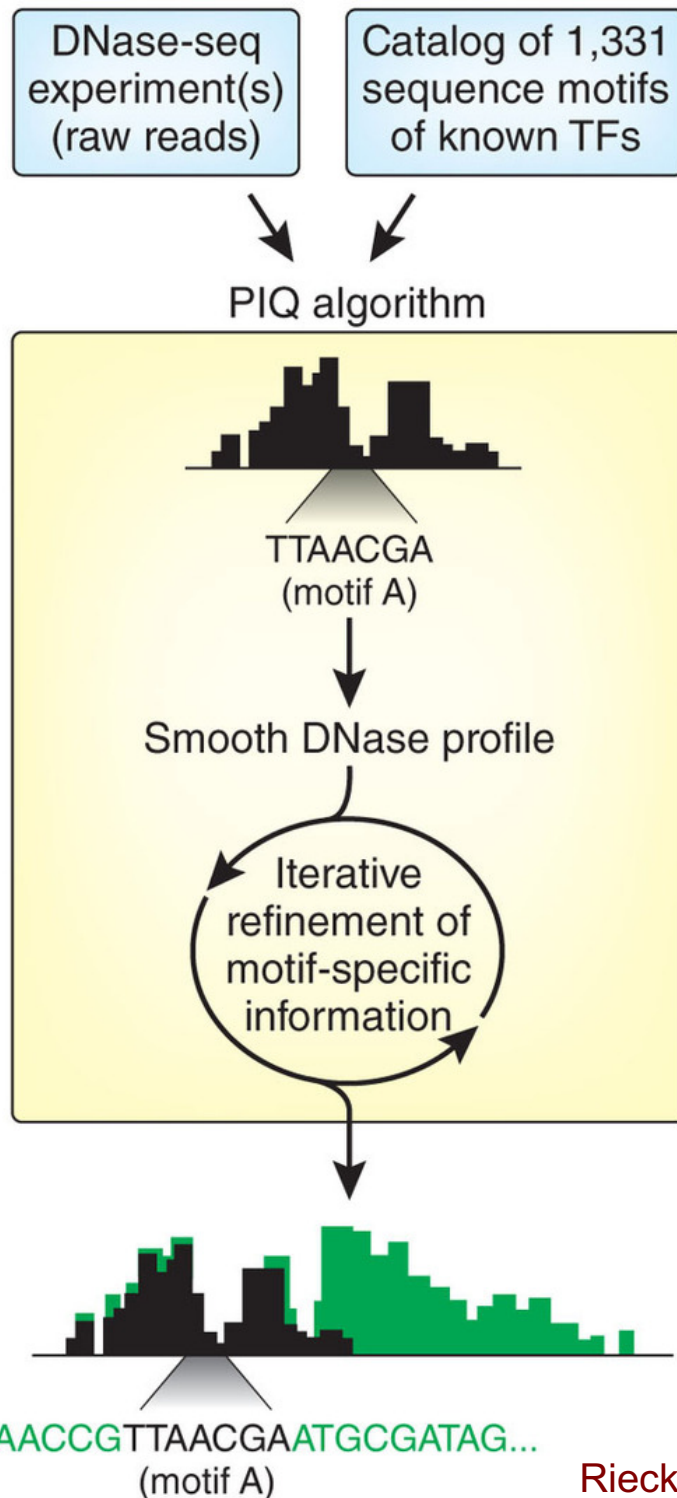 DNase-seq
experiment(s)
(raw reads)
Catalog of 1,331
sequence motifs
of known TFs
PIQ algorithm
TTAACGA
(motif A)
Smooth DNase profile
Iterative
refinement of
motif-specific
information
AACCGTTAACGAATGCGATAG...
(motif A)
Rieck